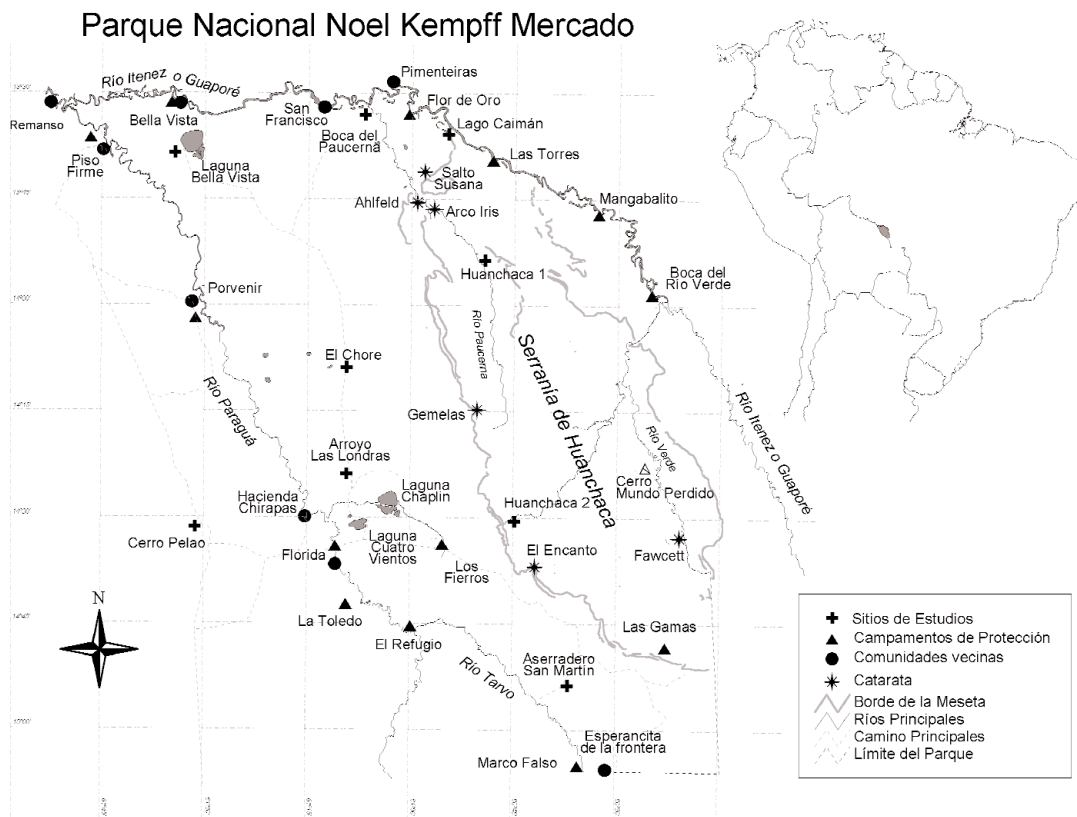 Parque Nacional Noel Kempff Mercado
Río Itenez o Guaporé
Pimenteiras
Remanso
Bella Vista
San
Francisco
Flor de Oro
Boca del
Paucerna
Lago Caimán
Piso
Firme
Laguna
Bella Vista
Las Torres
Salto
Susana
Ahlfeld
Arco Iris
Mangabalito
Huanchaca 1
Boca del
Río Verde
Porvenir
Río Paucerna
Serranía de Huanchaca
El Chore
Río Paraguá
Gemelas
Río Itenez o Guaporé
Arroyo
Las Londras
Río Verde
Cerro
Mundo Perdido
Laguna
Chaplin
Hacienda
Chirapas
Huanchaca 2
Cerro Pelao
Laguna
Cuatro
Vientos
Florida
Los
Fierros
El Encanto
Fawcett
N
La Toledo
El Refugio
Las Gamas
Río Tarvo
Aserradero
San Martín
Esperancita
de la frontera
Marco Falso
Sitios de Estudios
Campamentos de Protección
Comunidades vecinas
Catarata
Borde de la Meseta
Ríos Principales
Camino Principales
Límite del Parque